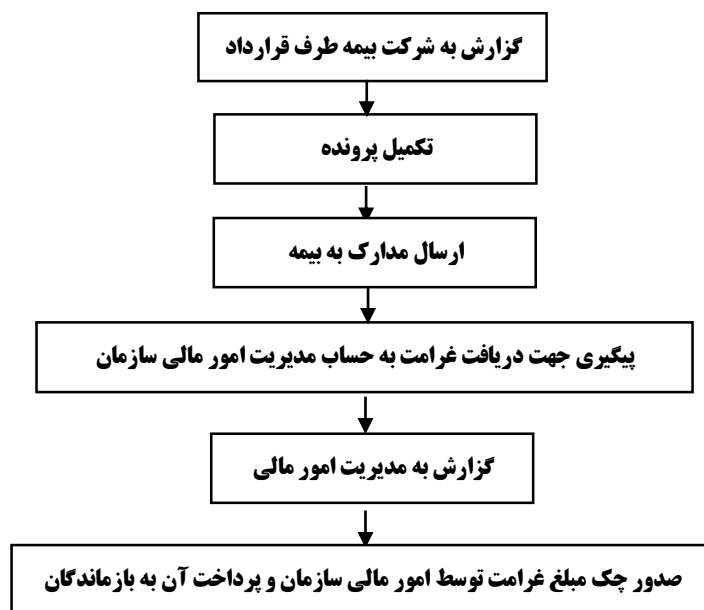 گزارش به شرکت بیمه طرف قرارداد
تکمیل پرونده
ارسال مدارک به بیمه
پیگیری جهت دریافت غرامت به حساب مدیریت امور مالی سازمان
گزارش به مدیریت امور مالی
صدور چک مبلغ غرامت توسط امور مالی سازمان و پرداخت آن به بازماندگان